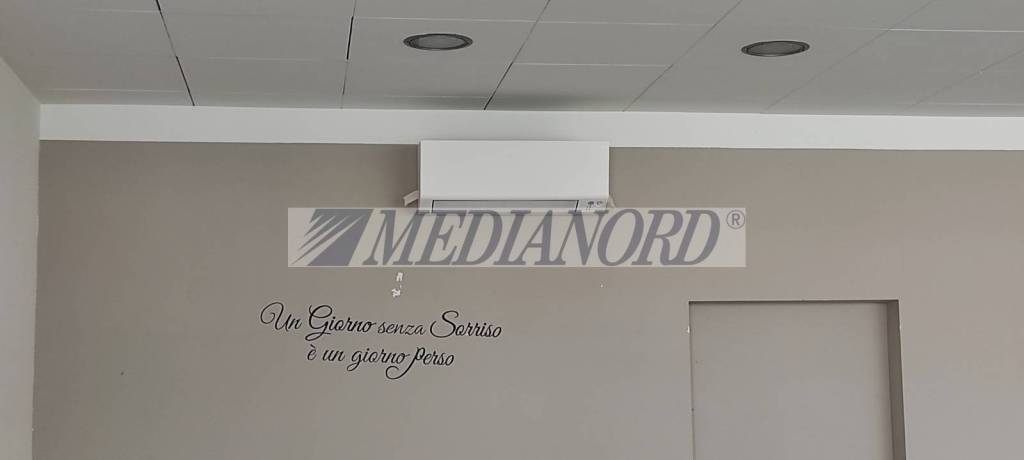 MEDIANORD®
Un Giorno senza Sorriso
è un giorno perso